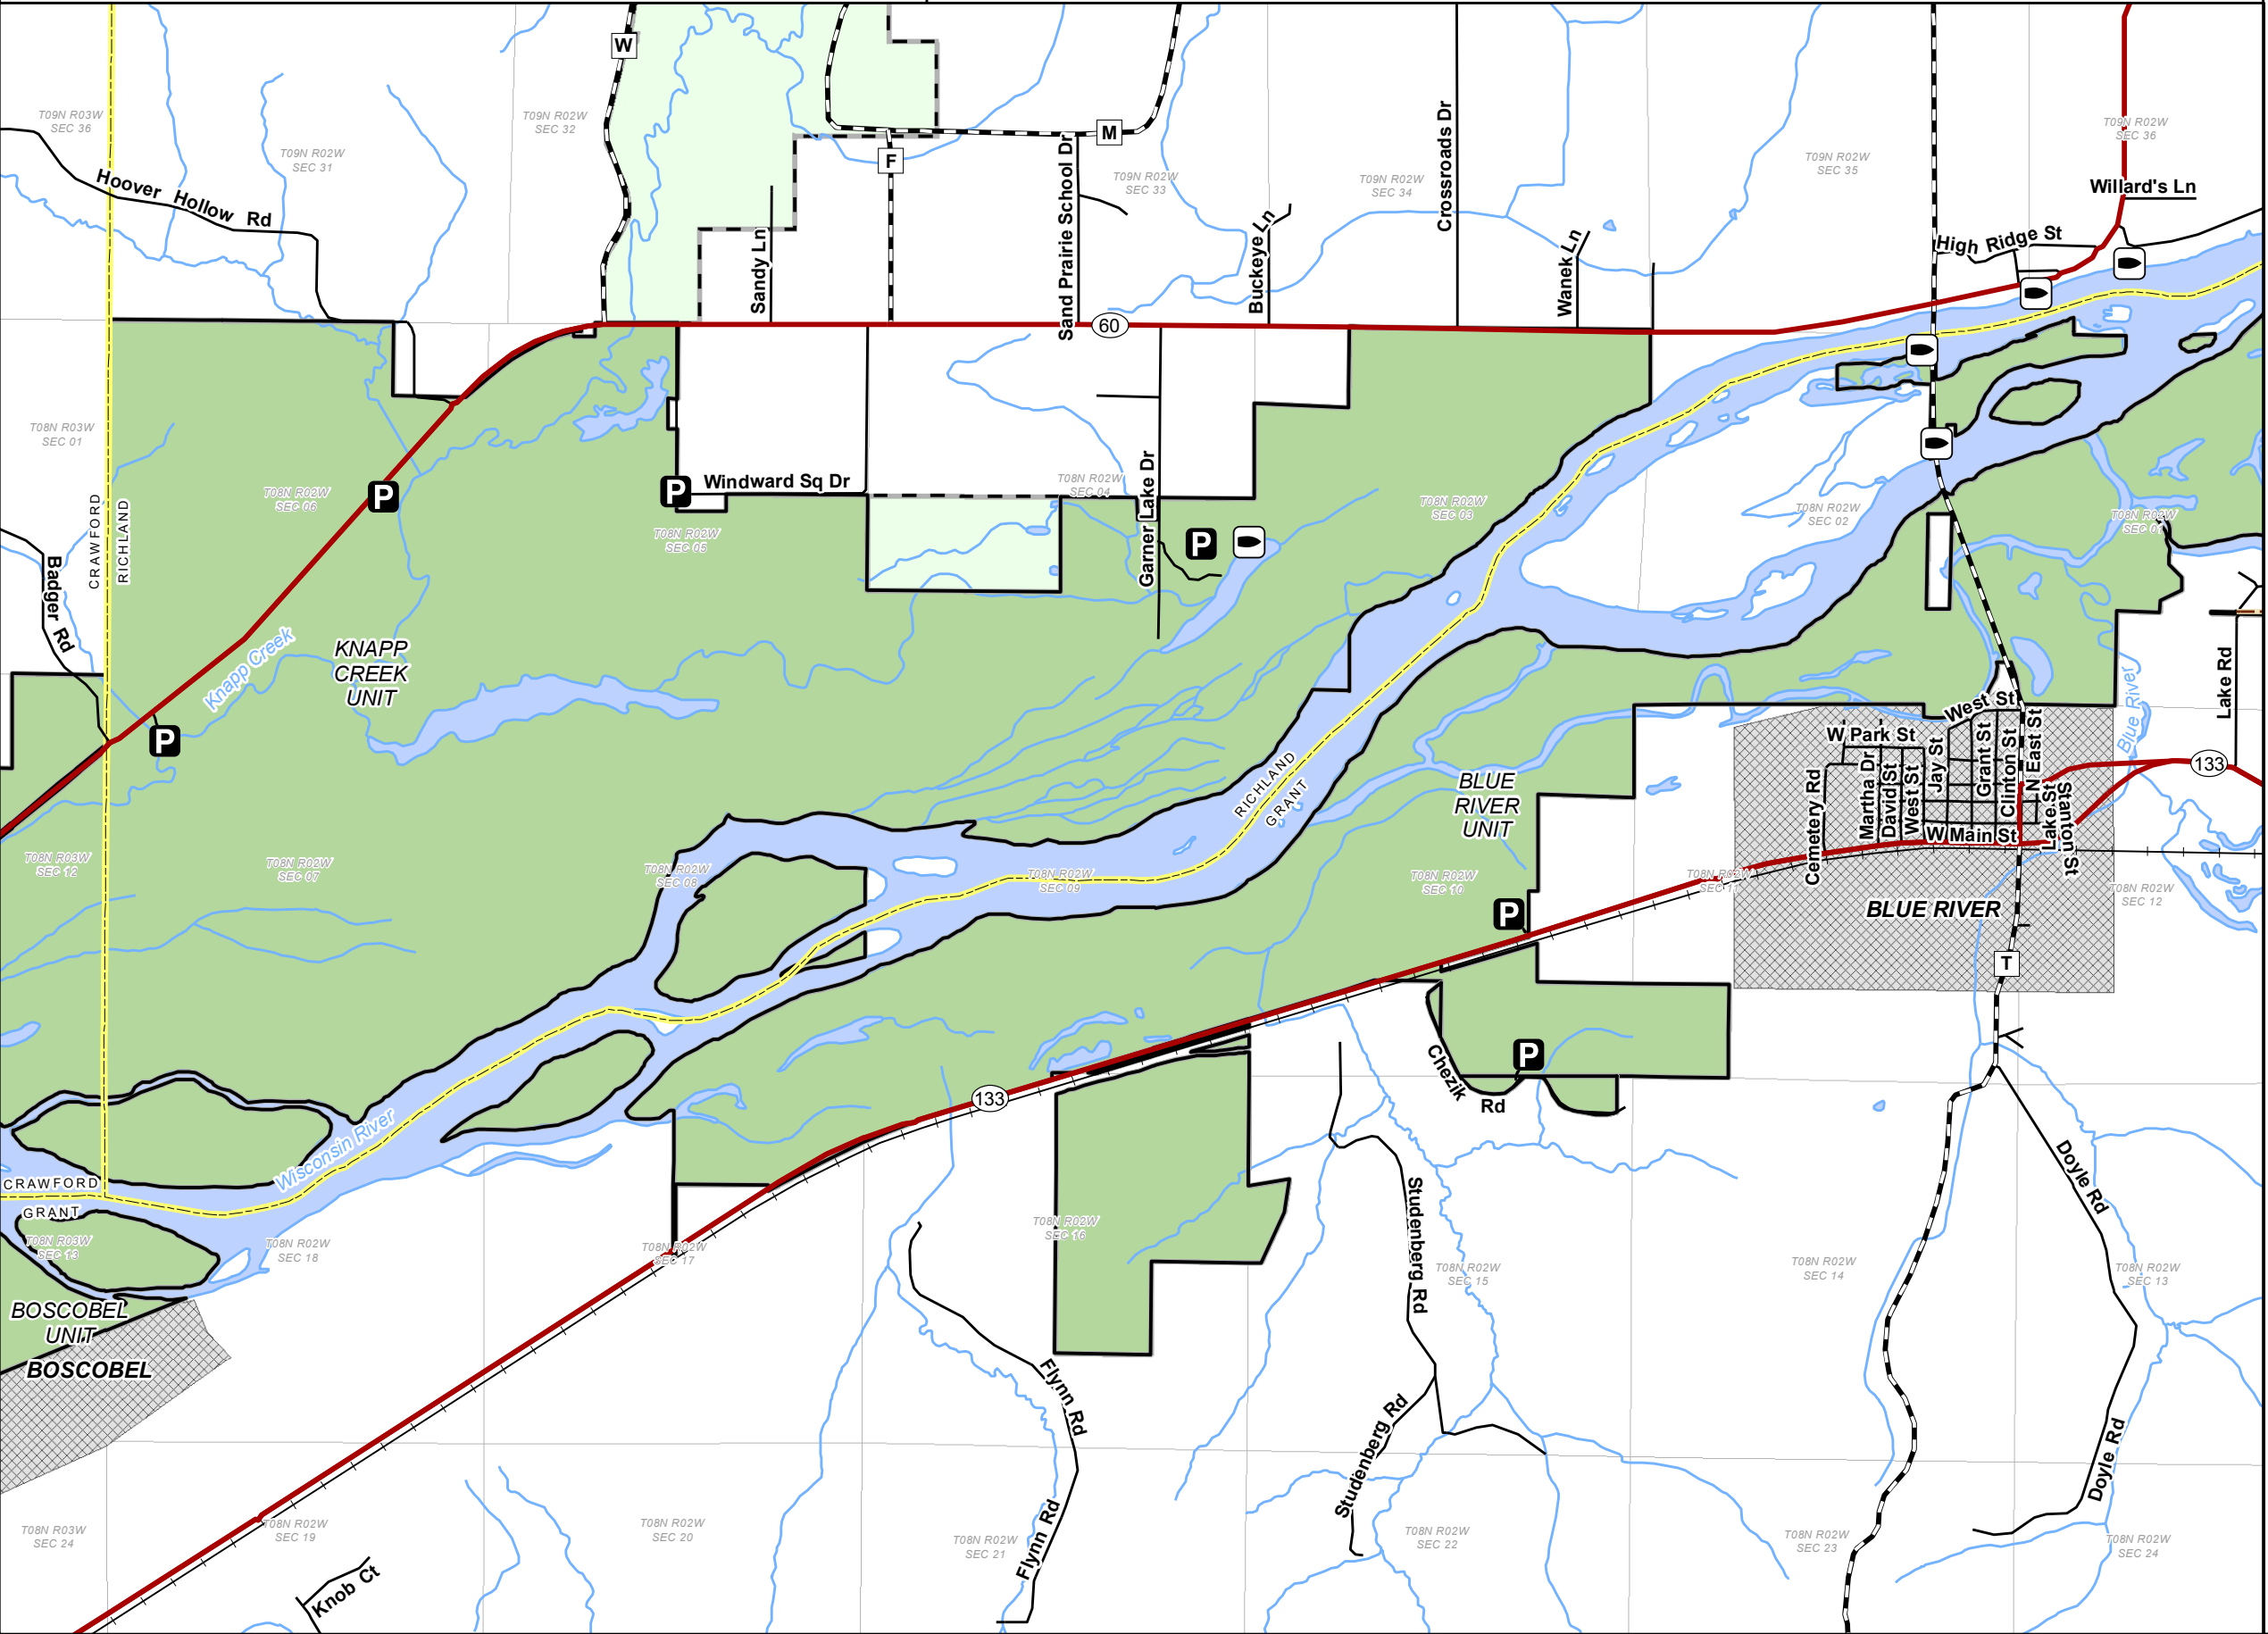 W
M
F
T09N R03W
SEC 36
T09N R02W
SEC 31
T09N R02W
SEC 32
T09N R02W
SEC 33
T09N R02W
SEC 34
T09N R02W
SEC 35
T09N R02W
SEC 36
Hoover Hollow Rd
Sandy Ln
Sand Prairie School Dr
Buckeye Ln
Crossroads Dr
Wanek Ln
Willard's Ln
High Ridge St
60
T08N R03W
SEC 01
T08N R02W
SEC 06
T08N R02W
SEC 05
T08N R02W
SEC 04
T08N R02W
SEC 03
T08N R02W
SEC 02
T08N R02W
SEC 01
CRAWFORD
RICHLAND
P
P
Windward Sq Dr
Garner Lake Dr
P
Badger Rd
Knapp Creek
KNAPP
CREEK
UNIT
P
Lake Rd
Blue River
West St
W Park St
Cemetery Rd
Martha Dr
David St
West St
Jay St
Grant St
Clinton St
N East St
Lake St
Stanton St
W Main St
133
RICHLAND
GRANT
BLUE
RIVER
UNIT
T08N R03W
SEC 12
T08N R02W
SEC 07
T08N R02W
SEC 08
T08N R02W
SEC 09
T08N R02W
SEC 10
T08N R02W
SEC 11
T08N R02W
SEC 12
P
BLUE RIVER
T
P
Chezik
Rd
133
Wisconsin River
CRAWFORD
GRANT
T08N R03W
SEC 13
T08N R02W
SEC 18
T08N R02W
SEC 17
T08N R02W
SEC 16
T08N R02W
SEC 15
T08N R02W
SEC 14
T08N R02W
SEC 13
Studenberg Rd
Doyle Rd
BOSCOBEL
UNIT
BOSCOBEL
Flynn Rd
Studenberg Rd
Doyle Rd
Flynn Rd
T08N R03W
SEC 24
T08N R02W
SEC 19
T08N R02W
SEC 20
T08N R02W
SEC 21
T08N R02W
SEC 22
T08N R02W
SEC 23
T08N R02W
SEC 24
Knob Ct